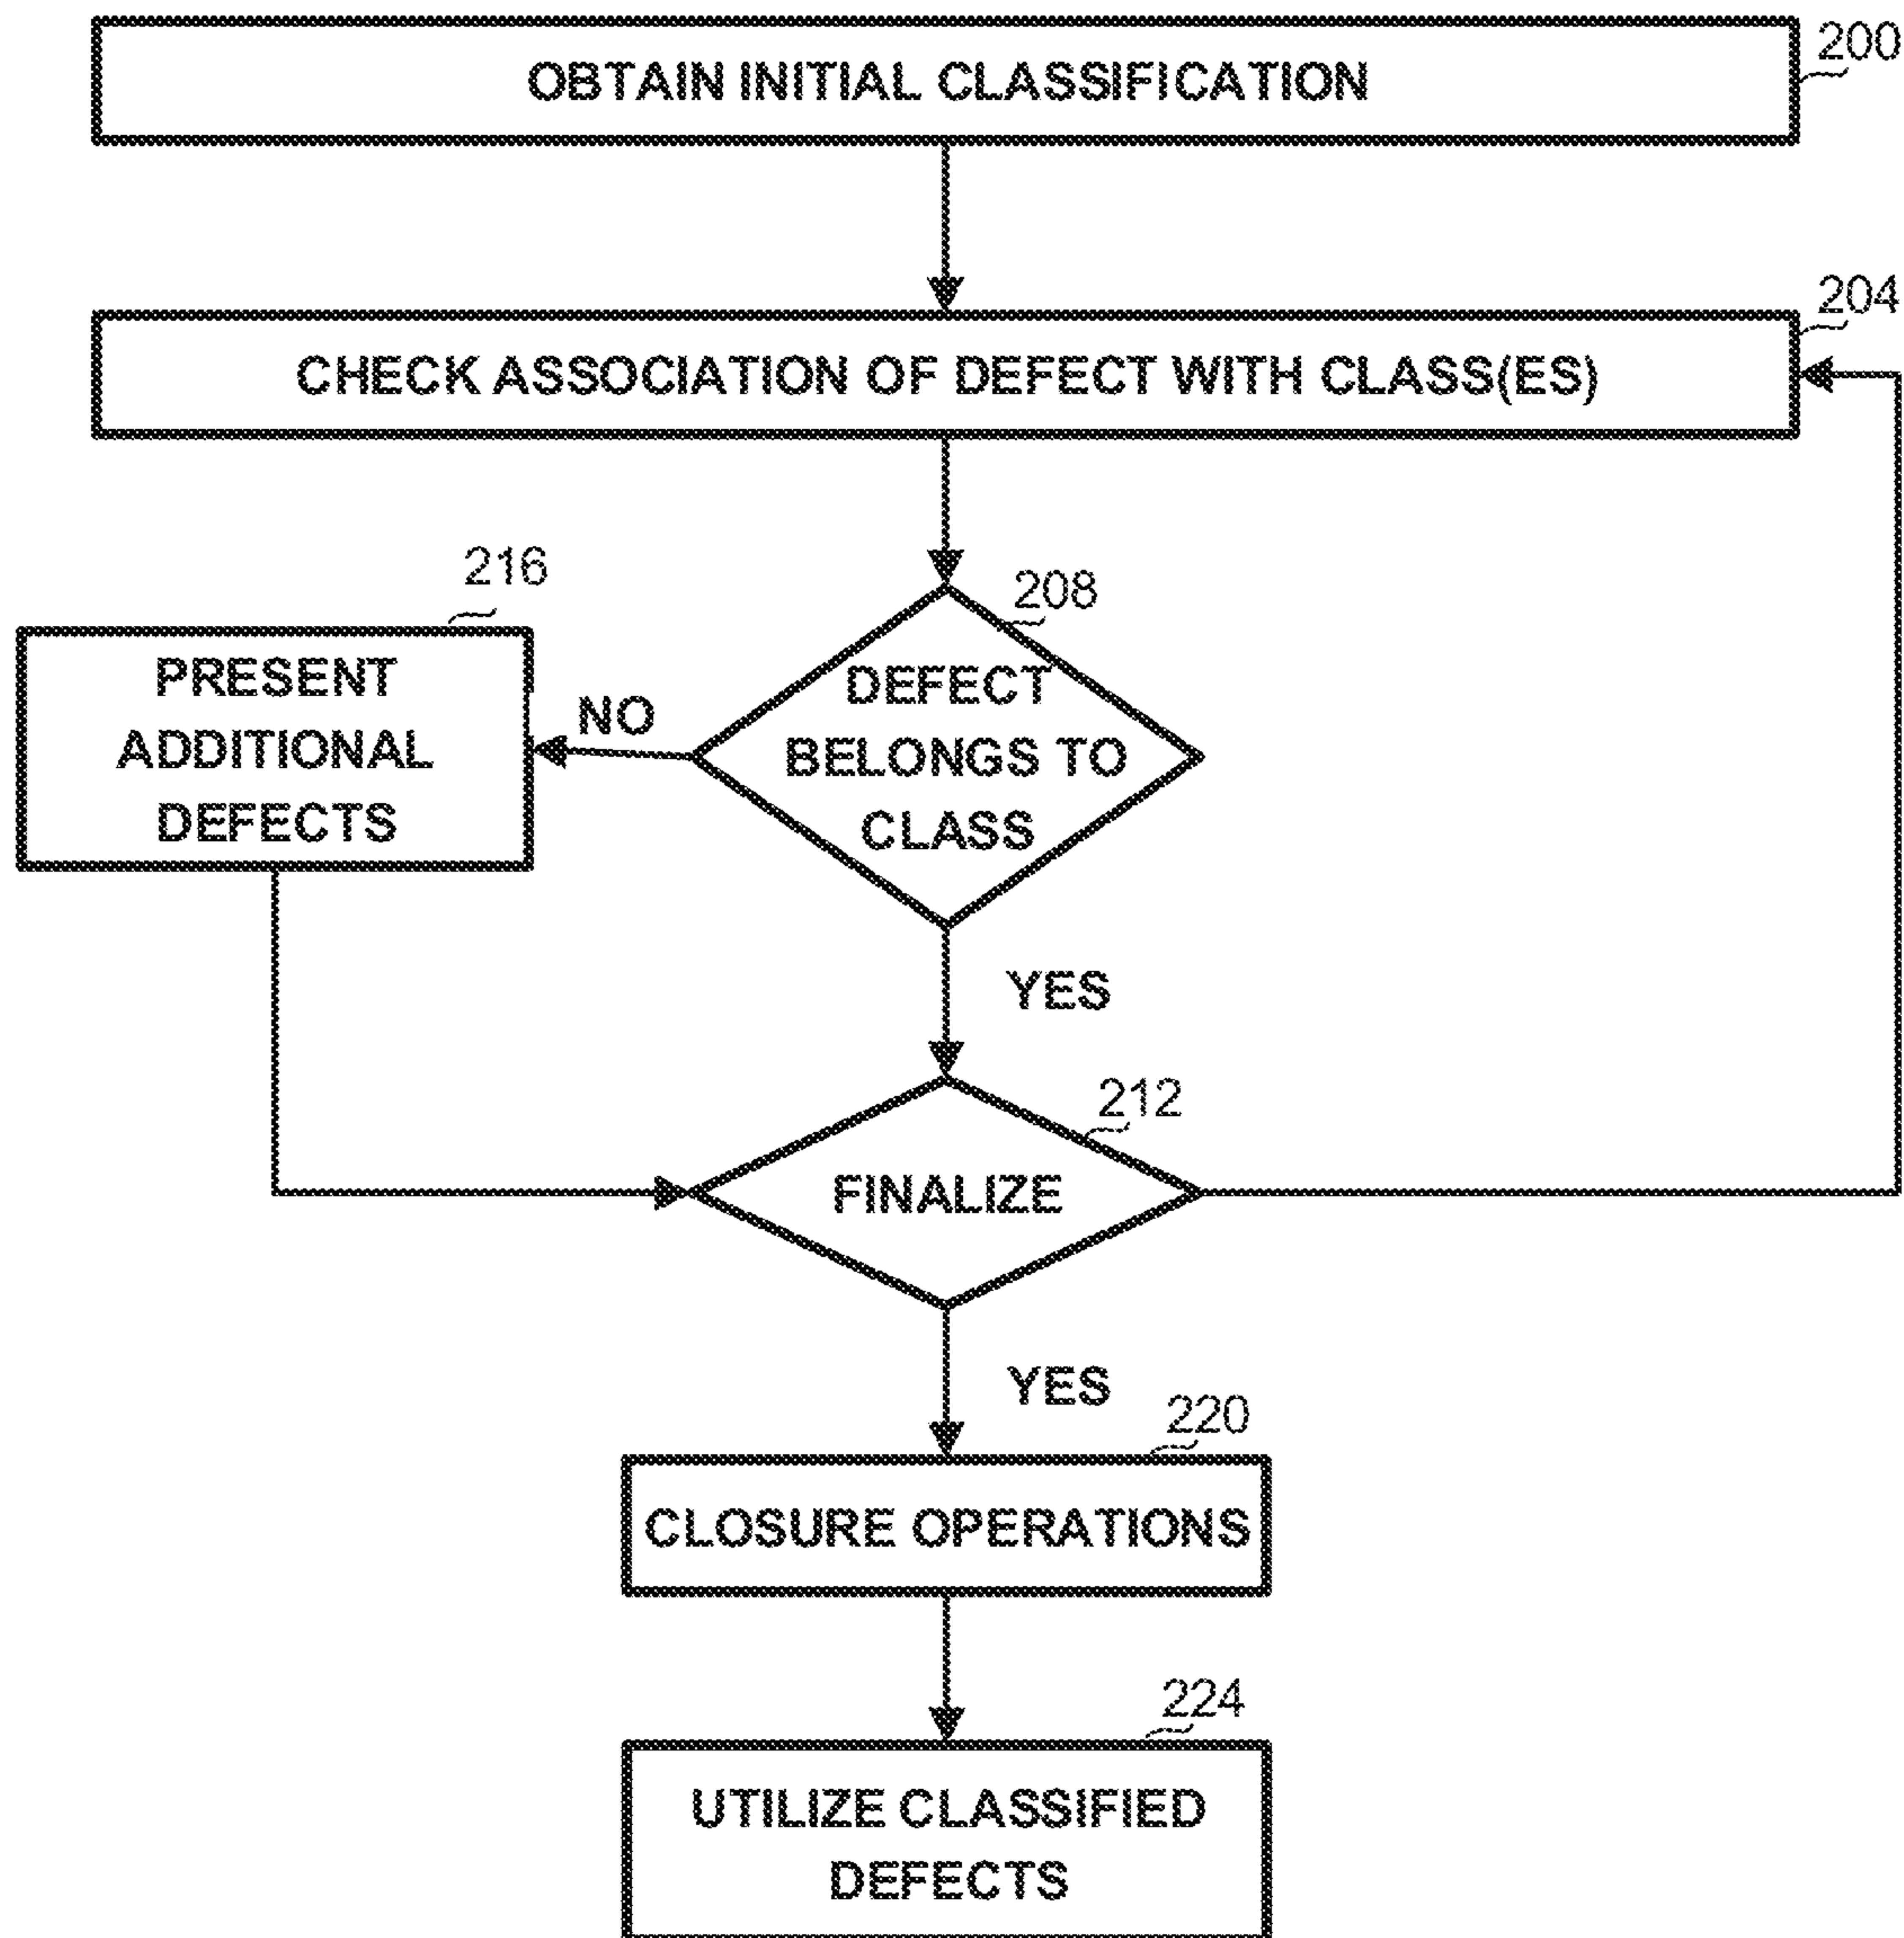 200
OBTAIN INITIAL CLASSIFICATION
204
CHECK ASSOCIATION OF DEFECT WITH CLASS(ES)
208
DEFECT
BELONGS TO
CLASS
NO
216
PRESENT
ADDITIONAL
DEFECTS
YES
212
FINALIZE
YES
220
CLOSURE OPERATIONS
224
UTILIZE CLASSIFIED
DEFECTS